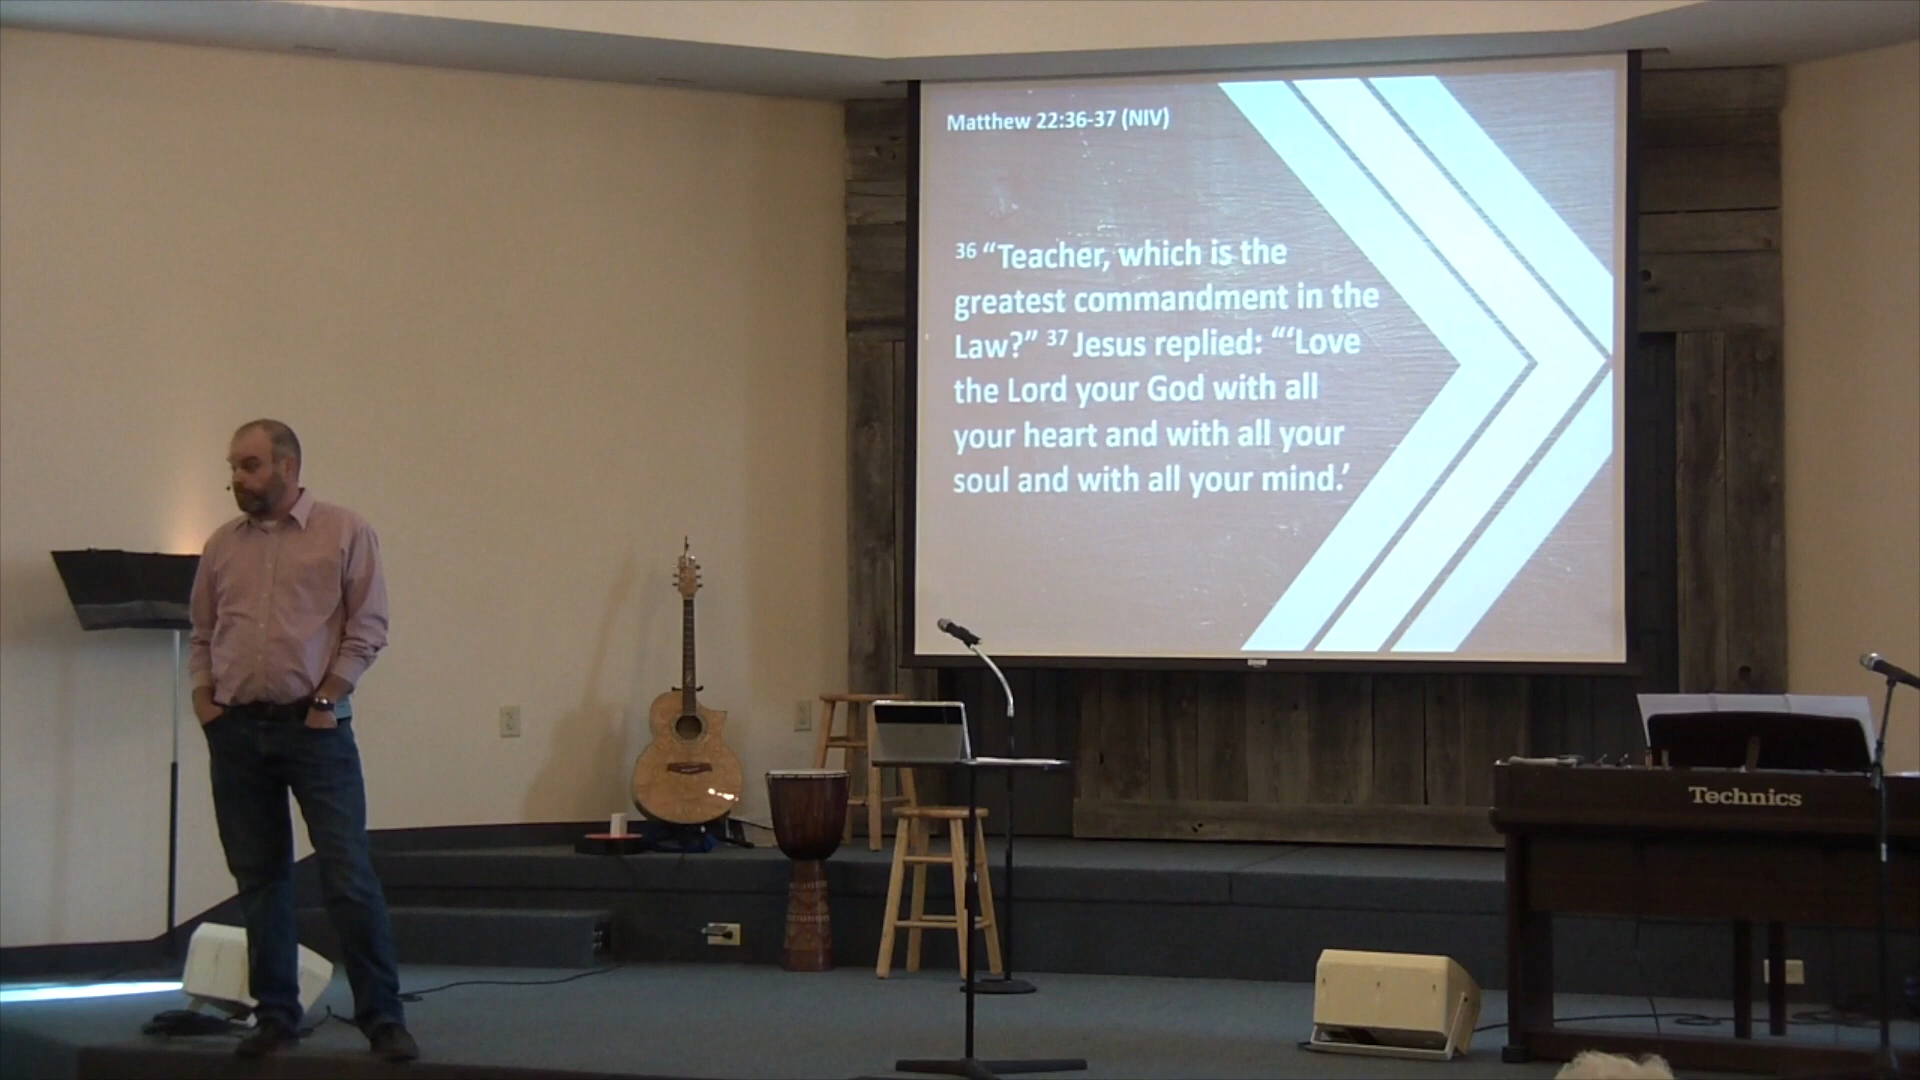 Matthew 22:36-37 (NIV)
36 “Teacher, which is the
greatest commandment in the
Law?” 37 Jesus replied: “‘Love
the Lord your God with all
your heart and with all your
soul and with all your mind.’
Technics